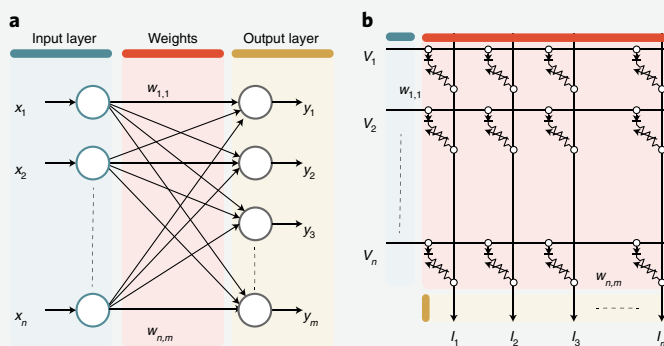 a
Input layer
Weights
Output layer
w1,1
x1
y1
x2
y2
y3
xn
ym
wn,m
b
V1
w1,1
V2
Vn
wn,m
I1
I2
I3